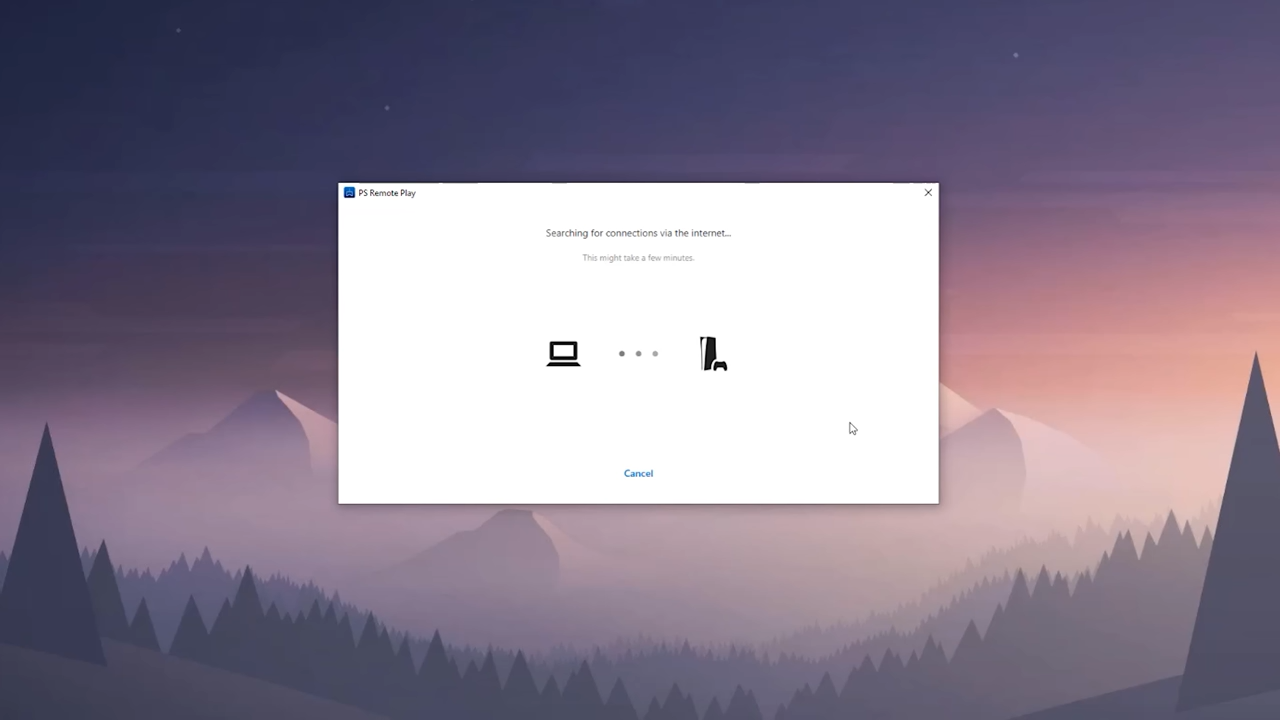 PS Remote Play
Searching for connections via the internet...
This might take a few minutes.
Cancel